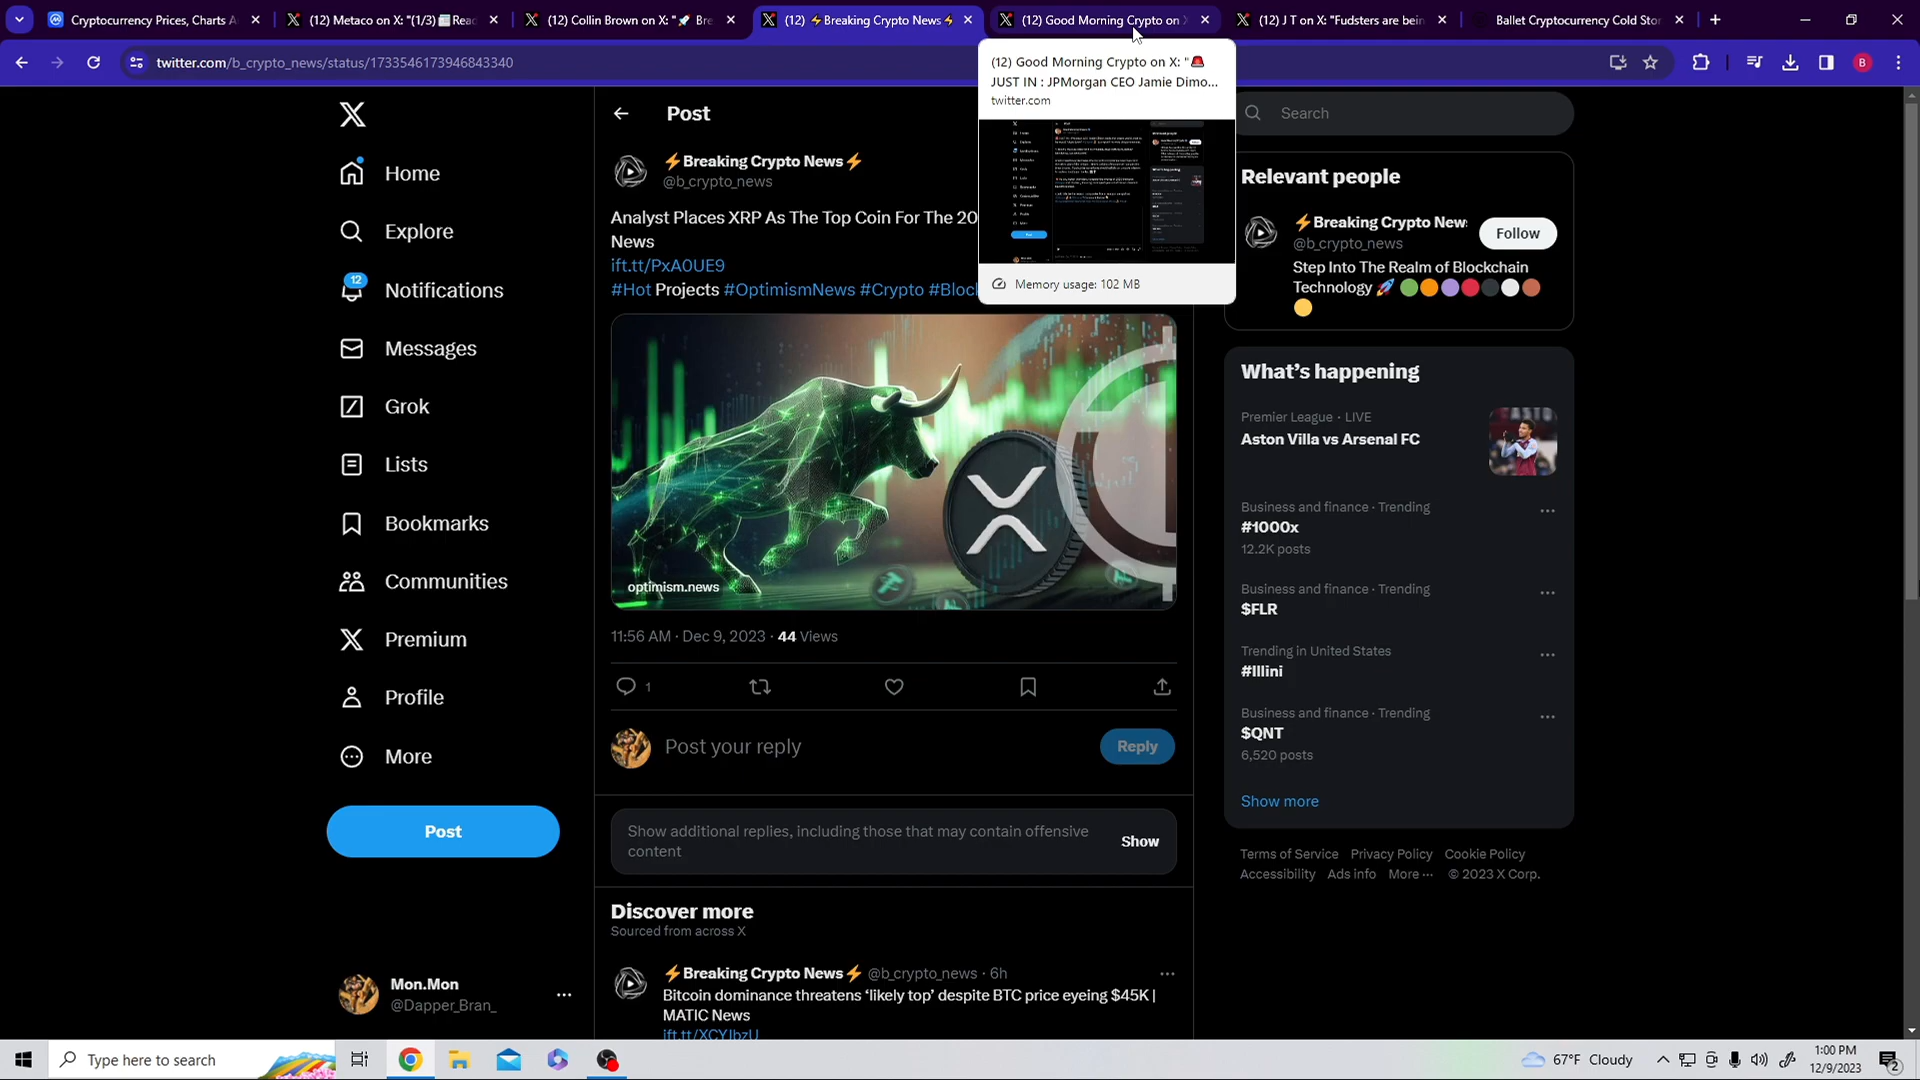 Cryptocurrency Prices, Charts A
(12) Metaco on X: "(1/3) Read
(12) Collin Brown on X: "🚀 Bre
(12) ⚡Breaking Crypto News⚡
(12) Good Morning Crypto on X
(12) J T on X: "Fudsters are bein
Ballet Cryptocurrency Cold Stor
twitter.com/b_crypto_news/status/1733546173946843340
B
(12) Good Morning Crypto on X: "🚨
JUST IN : JPMorgan CEO Jamie Dimo...
twitter.com
Memory usage: 102 MB
Home
Explore
12
Notifications
Messages
Grok
Lists
Bookmarks
Communities
Premium
Profile
More
Post
Mon.Mon
@Dapper_Bran_
Post
⚡Breaking Crypto News⚡
@b_crypto_news
Analyst Places XRP As The Top Coin For The 20
News
ift.tt/PxA0UE9
#Hot Projects #OptimismNews #Crypto #Block
optimism.news
11:56 AM · Dec 9, 2023 · 44 Views
1
Post your reply
Reply
Show additional replies, including those that may contain offensive
content
Show
Discover more
Sourced from across X
⚡Breaking Crypto News⚡ @b_crypto_news · 6h
Bitcoin dominance threatens ‘likely top’ despite BTC price eyeing $45K |
MATIC News
ift.tt/XCYJbzU
Search
Relevant people
⚡Breaking Crypto New
@b_crypto_news
Follow
Step Into The Realm of Blockchain
Technology 🚀 🟢🟠🟣🔴⚫⚪🟤
🟡
What’s happening
Premier League · LIVE
Aston Villa vs Arsenal FC
Business and finance · Trending
#1000x
12.2K posts
Business and finance · Trending
$FLR
Trending in United States
#Illini
Business and finance · Trending
$QNT
6,520 posts
Show more
Terms of Service Privacy Policy Cookie Policy
Accessibility Ads info More ··· © 2023 X Corp.
Type here to search
67°F Cloudy
1:00 PM
12/9/2023
2